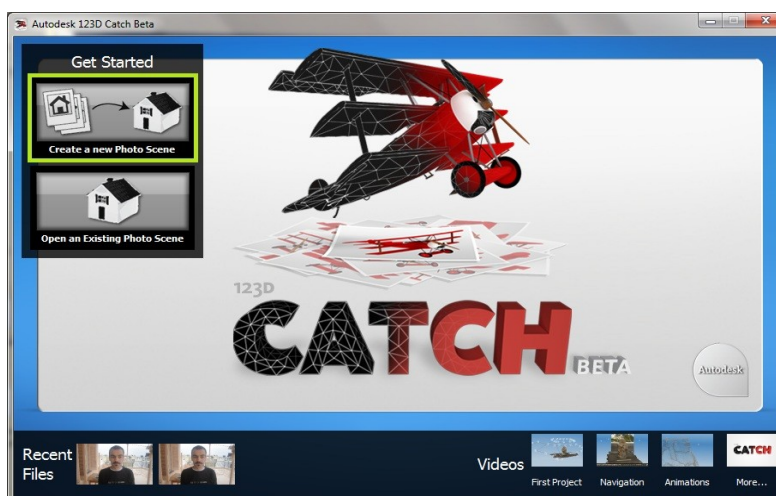 Autodesk 123D Catch Beta
Get Started
Create a new Photo Scene
Open an Existing Photo Scene
123D
CATCH
BETA
Autodesk
Recent
Files
Videos
CATCH
First Project
Navigation
Animations
More...